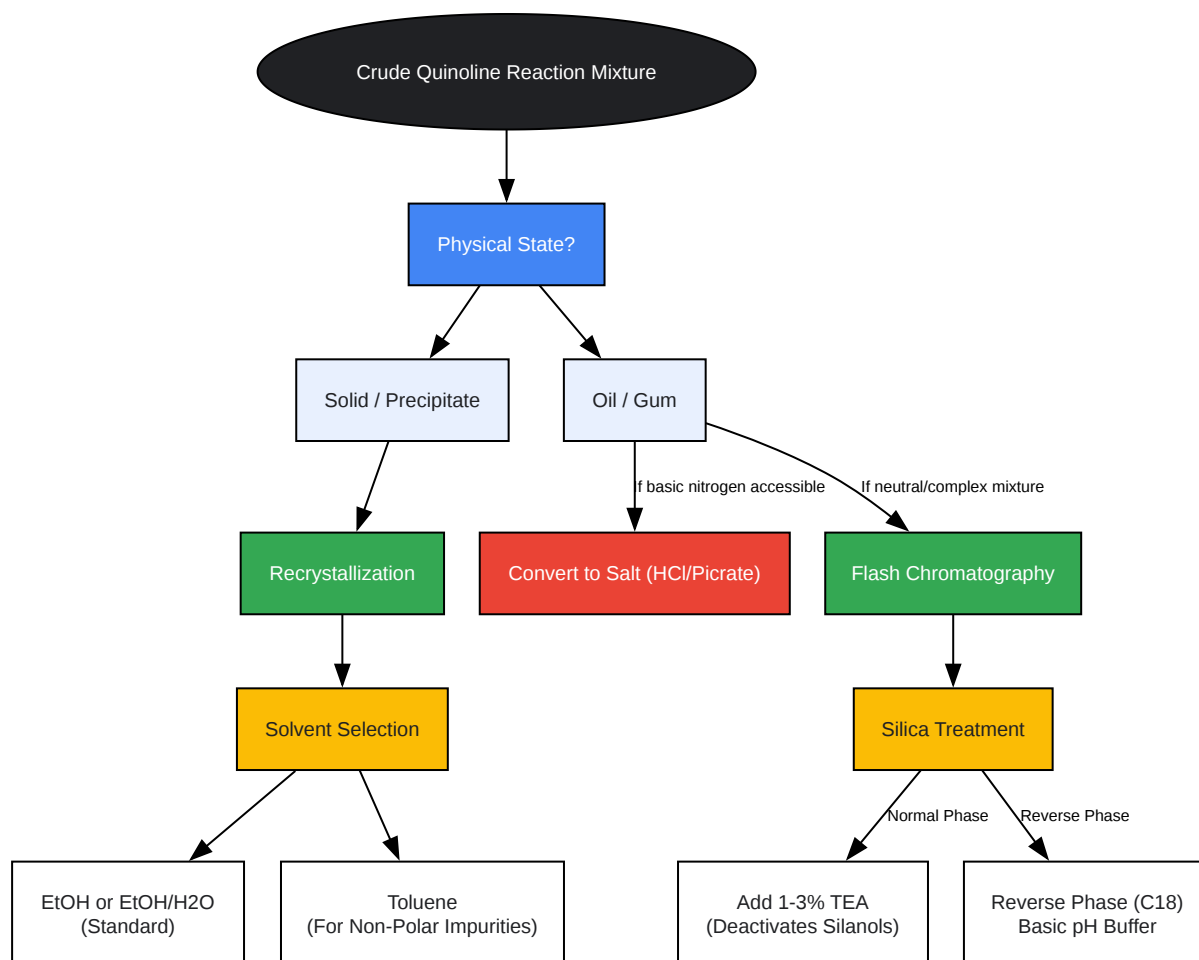 Crude Quinoline Reaction Mixture
Physical State?
Solid / Precipitate
Oil / Gum
If basic nitrogen accessible
If neutral/complex mixture
Recrystallization
Convert to Salt (HCl/Picrate)
Flash Chromatography
Solvent Selection
Silica Treatment
Normal Phase
Reverse Phase
EtOH or EtOH/H2O
(Standard)
Toluene
(For Non-Polar Impurities)
Add 1-3% TEA
(Deactivates Silanols)
Reverse Phase (C18)
Basic pH Buffer